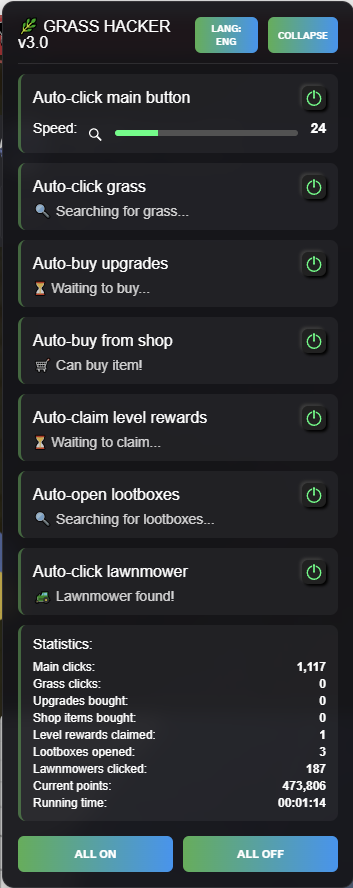 GRASS HACKER
v3.0
LANG:
ENG
COLLAPSE
Auto-click main button
Speed: 24
Auto-click grass
Searching for grass...
Auto-buy upgrades
Waiting to buy...
Auto-buy from shop
Can buy item!
Auto-claim level rewards
Waiting to claim...
Auto-open lootboxes
Searching for lootboxes...
Auto-click lawnmower
Lawnmower found!
Statistics:
Main clicks: 1,117
Grass clicks: 0
Upgrades bought: 0
Shop items bought: 0
Level rewards claimed: 1
Lootboxes opened: 3
Lawnmowers clicked: 187
Current points: 473,806
Running time: 00:01:14
ALL ON ALL OFF